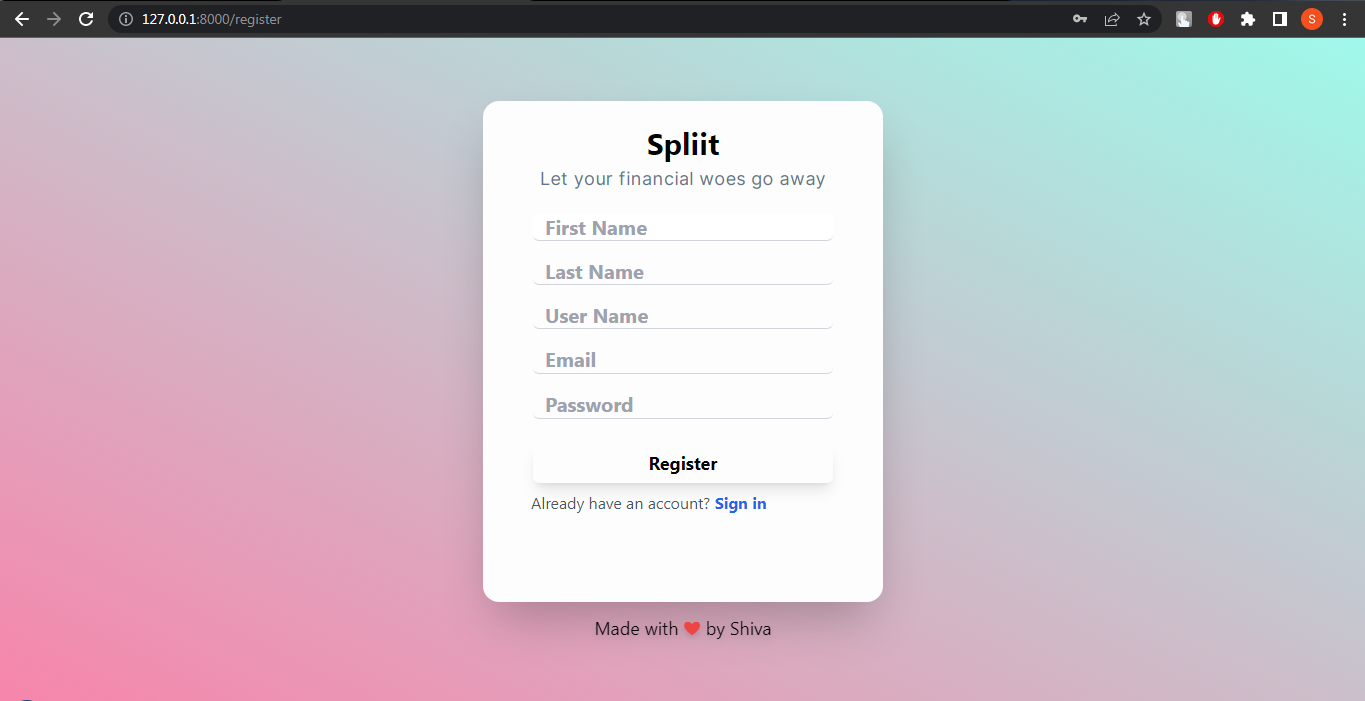 127.0.0.1:8000/register
S
Spliit
Let your financial woes go away
First Name
Last Name
User Name
Email
Password
Register
Already have an account? Sign in
Made with ❤ by Shiva